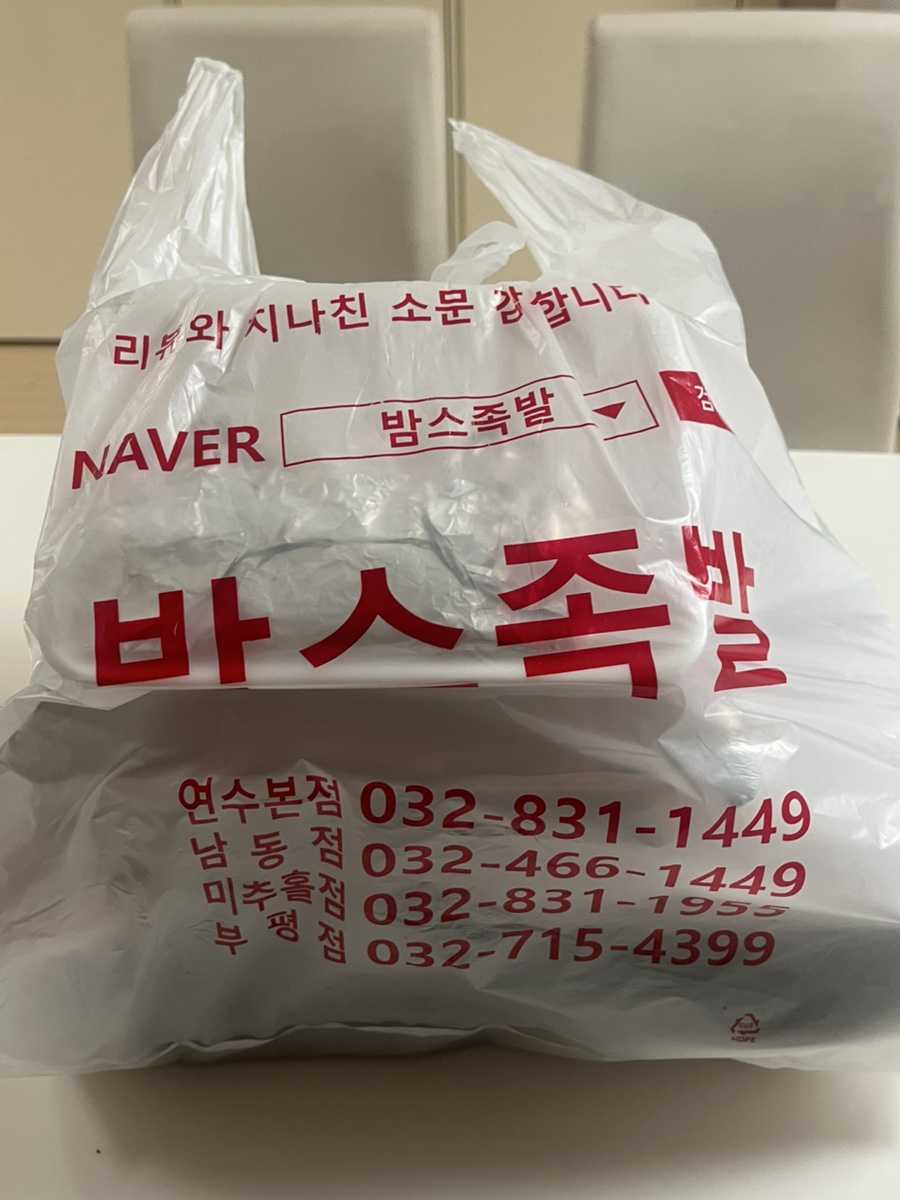 리뷰와 지나친 소문 강합니다
NAVER 밤스족발 검
밤스족발
연수본점 032-831-1449
남동점 032-466-1449
미추홀점 032-831-1955
부평점 032-715-4399
HDPE